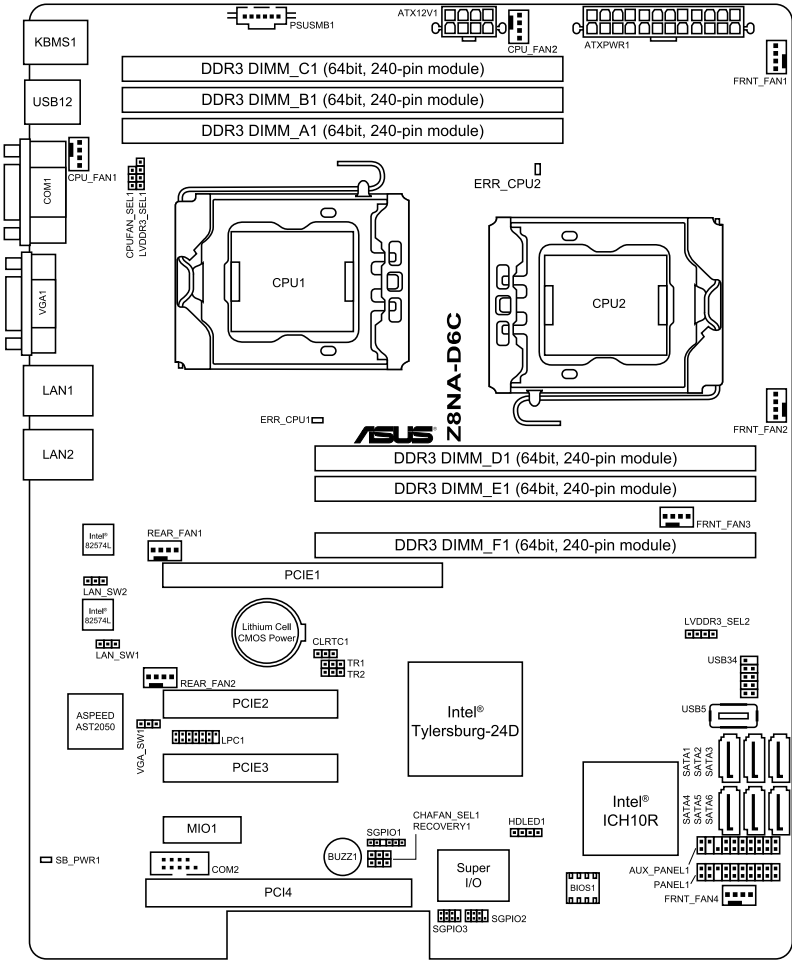 PSUSMB1
ATX12V1
CPU_FAN2
ATXPWR1
KBMS1
FRNT_FAN1
DDR3 DIMM_C1 (64bit, 240-pin module)
USB12
DDR3 DIMM_B1 (64bit, 240-pin module)
DDR3 DIMM_A1 (64bit, 240-pin module)
CPU_FAN1
COM1
CPUFAN_SEL1
LVDDR3_SEL1
ERR_CPU2
CPU1
CPU2
VGA1
LAN1
ERR_CPU1
ASUS®
Z8NA-D6C
FRNT_FAN2
LAN2
DDR3 DIMM_D1 (64bit, 240-pin module)
DDR3 DIMM_E1 (64bit, 240-pin module)
FRNT_FAN3
REAR_FAN1
Intel®
82574L
DDR3 DIMM_F1 (64bit, 240-pin module)
PCIE1
LAN_SW2
Intel®
82574L
Lithium Cell
CMOS Power
CLRTC1
LVDDR3_SEL2
LAN_SW1
TR1
TR2
USB34
REAR_FAN2
PCIE2
USB5
ASPEED
AST2050
Intel®
Tylersburg-24D
VGA_SW1
LPC1
SATA1
SATA2
SATA3
PCIE3
Intel®
ICH10R
SATA4
SATA5
SATA6
MIO1
CHAFAN_SEL1
RECOVERY1
SGPIO1
HDLED1
SB_PWR1
COM2
BUZZ1
Super
I/O
AUX_PANEL1
PANEL1
PCI4
BIOS1
FRNT_FAN4
SGPIO2
SGPIO3